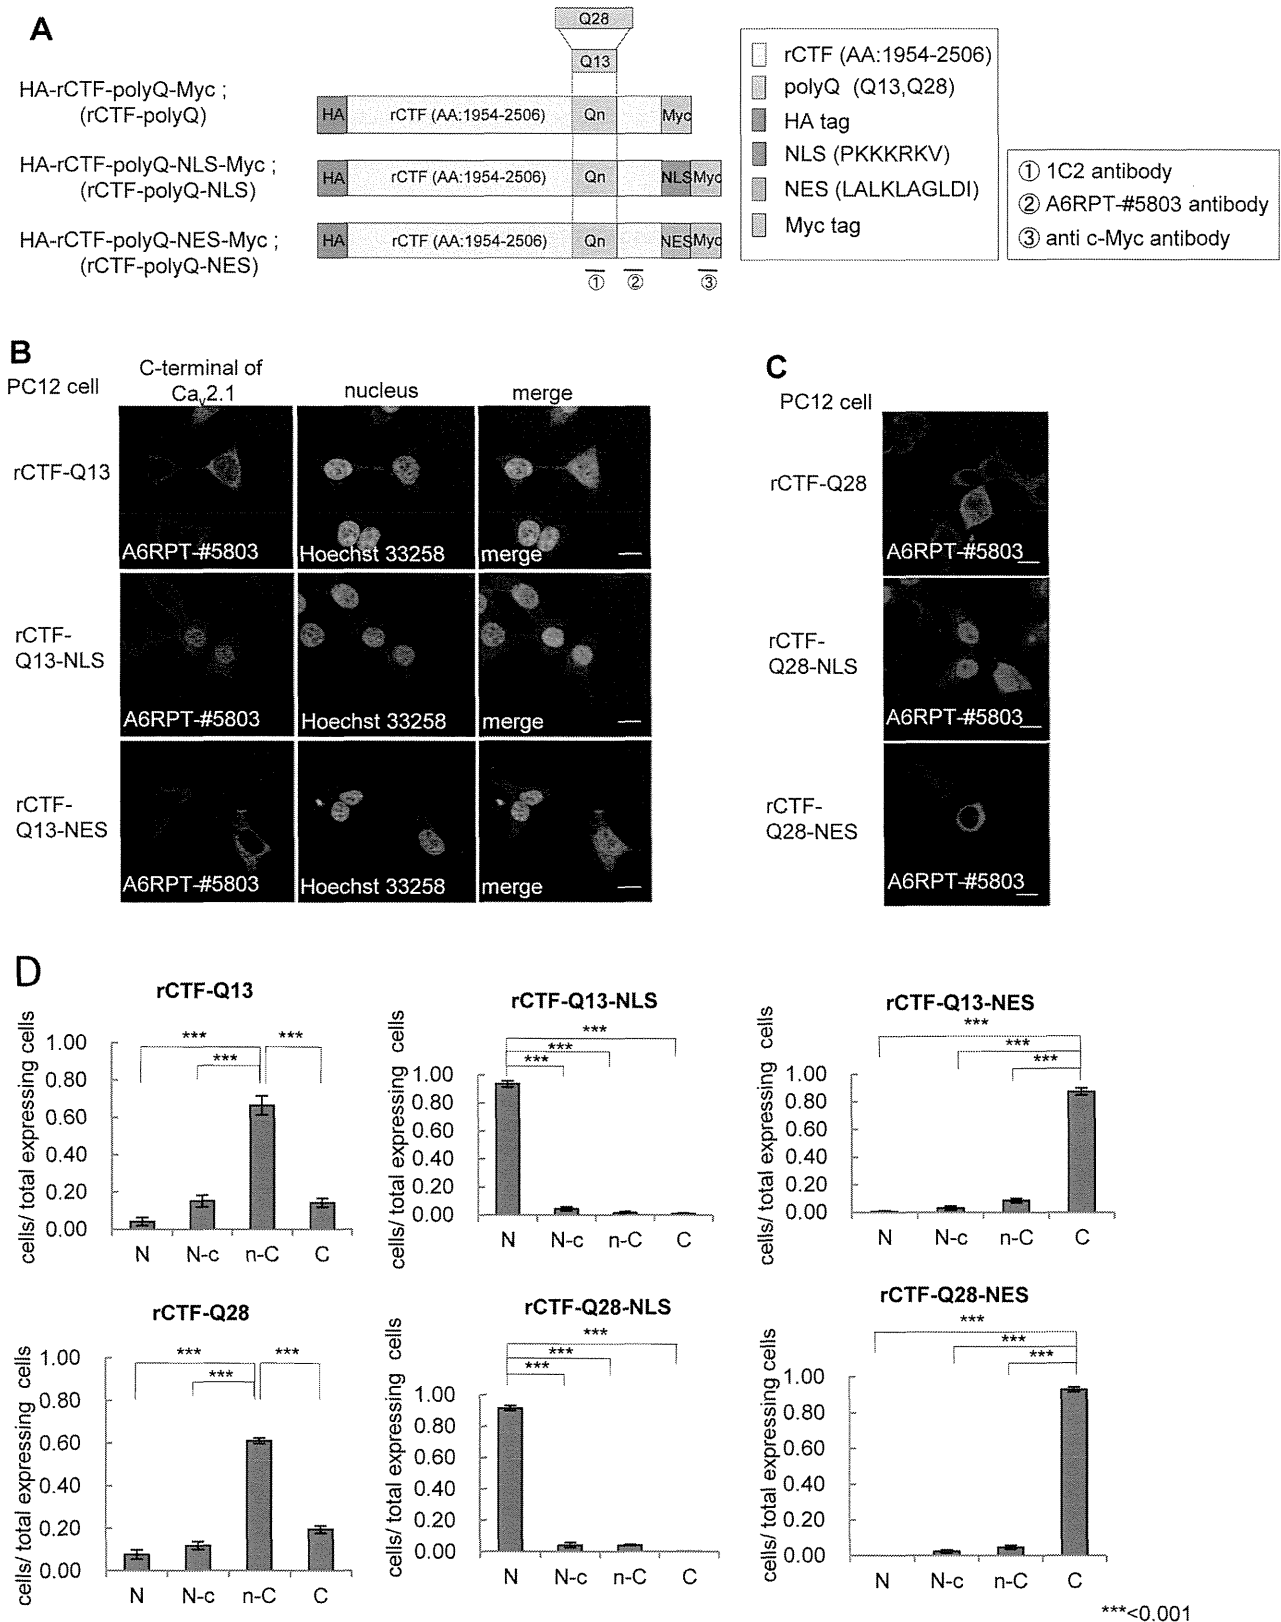 A
Q28
Q13
HA-rCTF-polyQ-Myc ;
(rCTF-polyQ)
HA rCTF (AA:1954-2506) Qn Myc
HA-rCTF-polyQ-NLS-Myc ;
(rCTF-polyQ-NLS)
HA rCTF (AA:1954-2506) Qn NLS Myc
HA-rCTF-polyQ-NES-Myc ;
(rCTF-polyQ-NES)
HA rCTF (AA:1954-2506) Qn NES Myc
① ② ③
rCTF (AA:1954-2506)
polyQ (Q13,Q28)
HA tag
NLS (PKKKRKV)
NES (LALKLAGLDI)
Myc tag
① 1C2 antibody
② A6RPT-#5803 antibody
③ anti c-Myc antibody
B
PC12 cell
C-terminal of
Cav2.1
nucleus
merge
rCTF-Q13
A6RPT-#5803
Hoechst 33258
merge
rCTF-
Q13-NLS
A6RPT-#5803
Hoechst 33258
merge
rCTF-
Q13-NES
A6RPT-#5803
Hoechst 33258
merge
C
PC12 cell
rCTF-Q28
A6RPT-#5803
rCTF-
Q28-NLS
A6RPT-#5803
rCTF-
Q28-NES
A6RPT-#5803
D
rCTF-Q13
cells/ total expressing cells
1.00
0.80
0.60
0.40
0.20
0.00
*** ***
***
N N-c n-C C
rCTF-Q13-NLS
cells/ total expressing cells
1.00
0.80
0.60
0.40
0.20
0.00
***
***
***
N N-c n-C C
rCTF-Q13-NES
cells/ total expressing cells
1.00
0.80
0.60
0.40
0.20
0.00
***
***
***
N N-c n-C C
rCTF-Q28
cells/ total expressing cells
1.00
0.80
0.60
0.40
0.20
0.00
*** ***
***
N N-c n-C C
rCTF-Q28-NLS
cells/ total expressing cells
1.00
0.80
0.60
0.40
0.20
0.00
***
***
***
N N-c n-C C
rCTF-Q28-NES
cells/ total expressing cells
1.00
0.80
0.60
0.40
0.20
0.00
***
***
***
N N-c n-C C
***<0.001